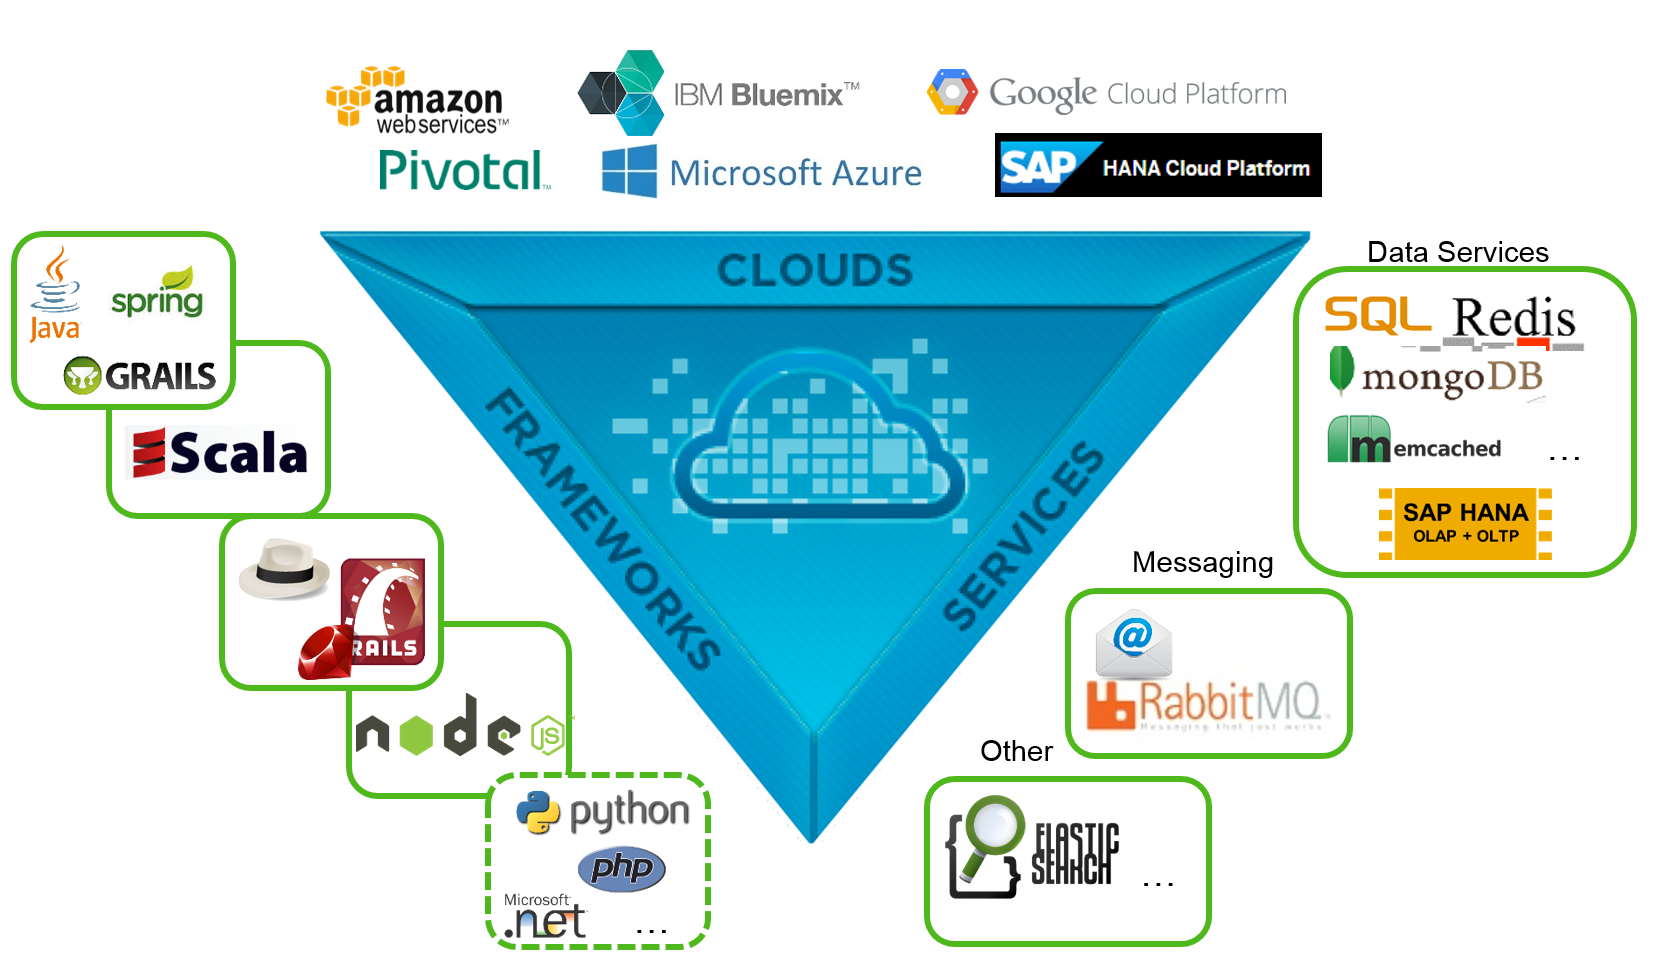 amazon
webservices™
IBM Bluemix™
Google Cloud Platform
Pivotal™
Microsoft Azure
SAP HANA Cloud Platform
CLOUDS
FRAMEWORKS
SERVICES
Java
spring
GRAILS
Scala
RAILS
node
JS
python
php
Microsoft®
.net
...
Data Services
SQL
Redis
mongoDB
memcached
...
SAP HANA
OLAP + OLTP
Messaging
@
RabbitMQ
Messaging that just works
Other
ELASTIC
SEARCH
...